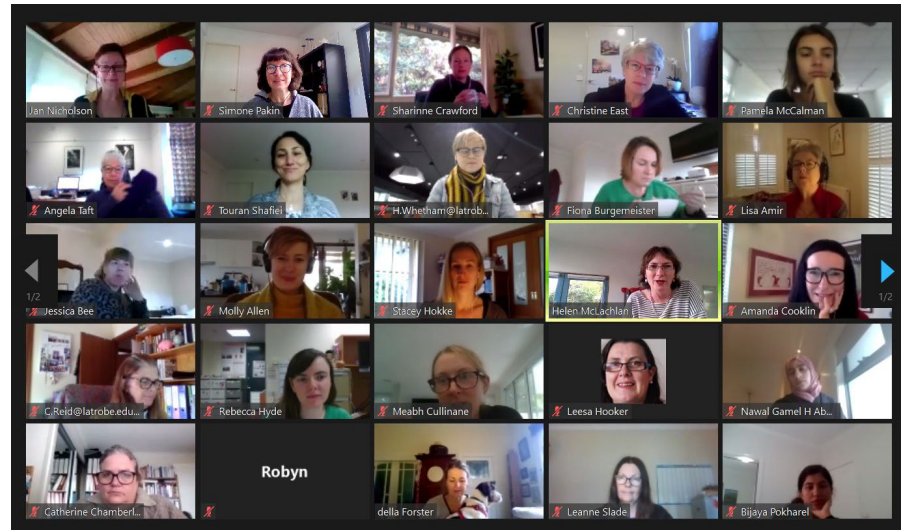 Jan Nicholson
Simone Pakin
Sharinne Crawford
Christine East
Pamela McCalman
Angela Taft
Touran Shafiei
H.Whetham@latrob...
Fiona Burgemeister
Lisa Amir
1/2
Jessica Bee
Molly Allen
Stacey Hokke
Helen McLachlan
Amanda Cooklin
1/2
C.Reid@latrobe.edu...
Rebecca Hyde
Meabh Cullinane
Leesa Hooker
Nawal Gamel H Ab...
Catherine Chamberl...
Robyn
della Forster
Leanne Slade
Bijaya Pokharel